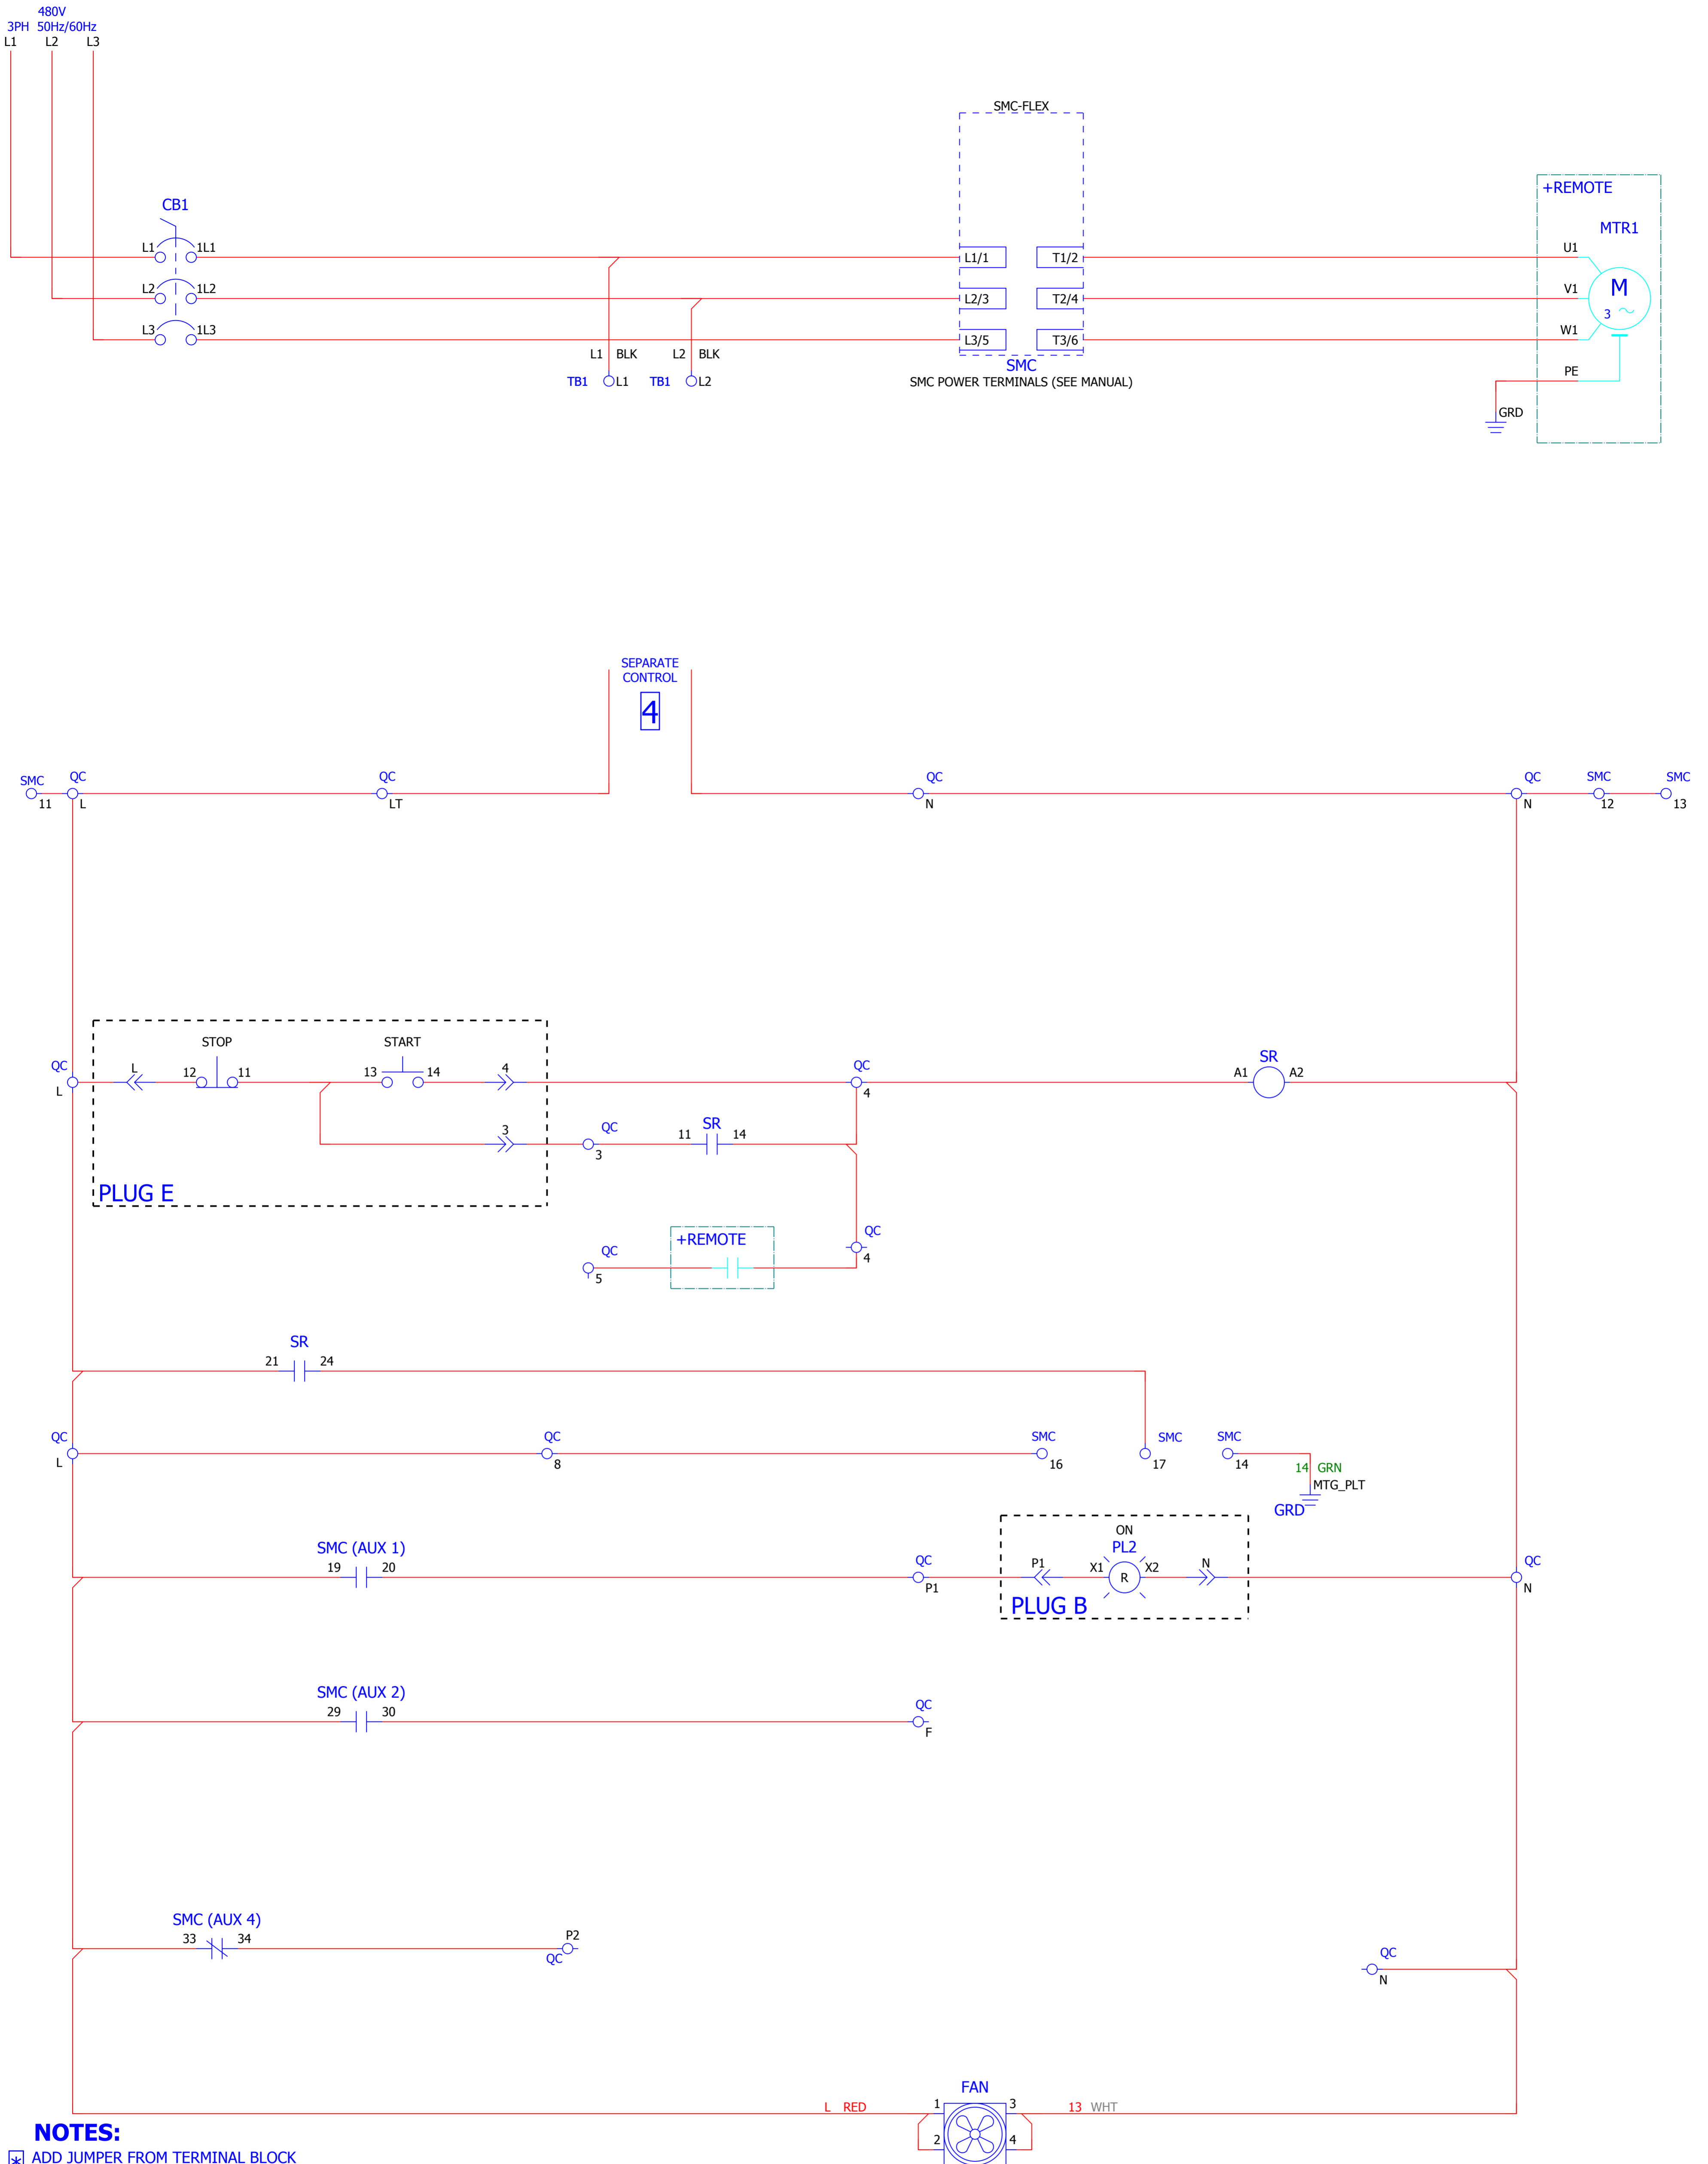 480V
3PH 50Hz/60Hz
L1 L2 L3
SMC-FLEX
+REMOTE
CB1
MTR1
L1 1L1
L1/1 T1/2
U1
L2 1L2
L2/3 T2/4
V1
M
3
L3 1L3
L3/5 T3/6
W1
L1 BLK L2 BLK
SMC
PE
TB1 L1 TB1 L2
SMC POWER TERMINALS (SEE MANUAL)
GRD
SEPARATE
CONTROL
4
SMC QC QC QC QC SMC SMC
11 L LT N N 12 13
STOP START
QC L 12 11 13 14 4 QC SR
L 4 A1 A2
3 QC SR
11 14
3
PLUG E
QC +REMOTE QC
5 4
SR
21 24
QC QC SMC SMC SMC
L 8 16 17 14
14 GRN
MTG_PLT
GRD
ON
SMC (AUX 1) PL2
19 20 QC P1 X1 X2 N QC
R
P1 N
PLUG B
SMC (AUX 2)
29 30 QC
F
SMC (AUX 4)
33 34 P2
QC
QC
N
FAN
L RED 1 3 13 WHT
2 4
NOTES:
* ADD JUMPER FROM TERMINAL BLOCK